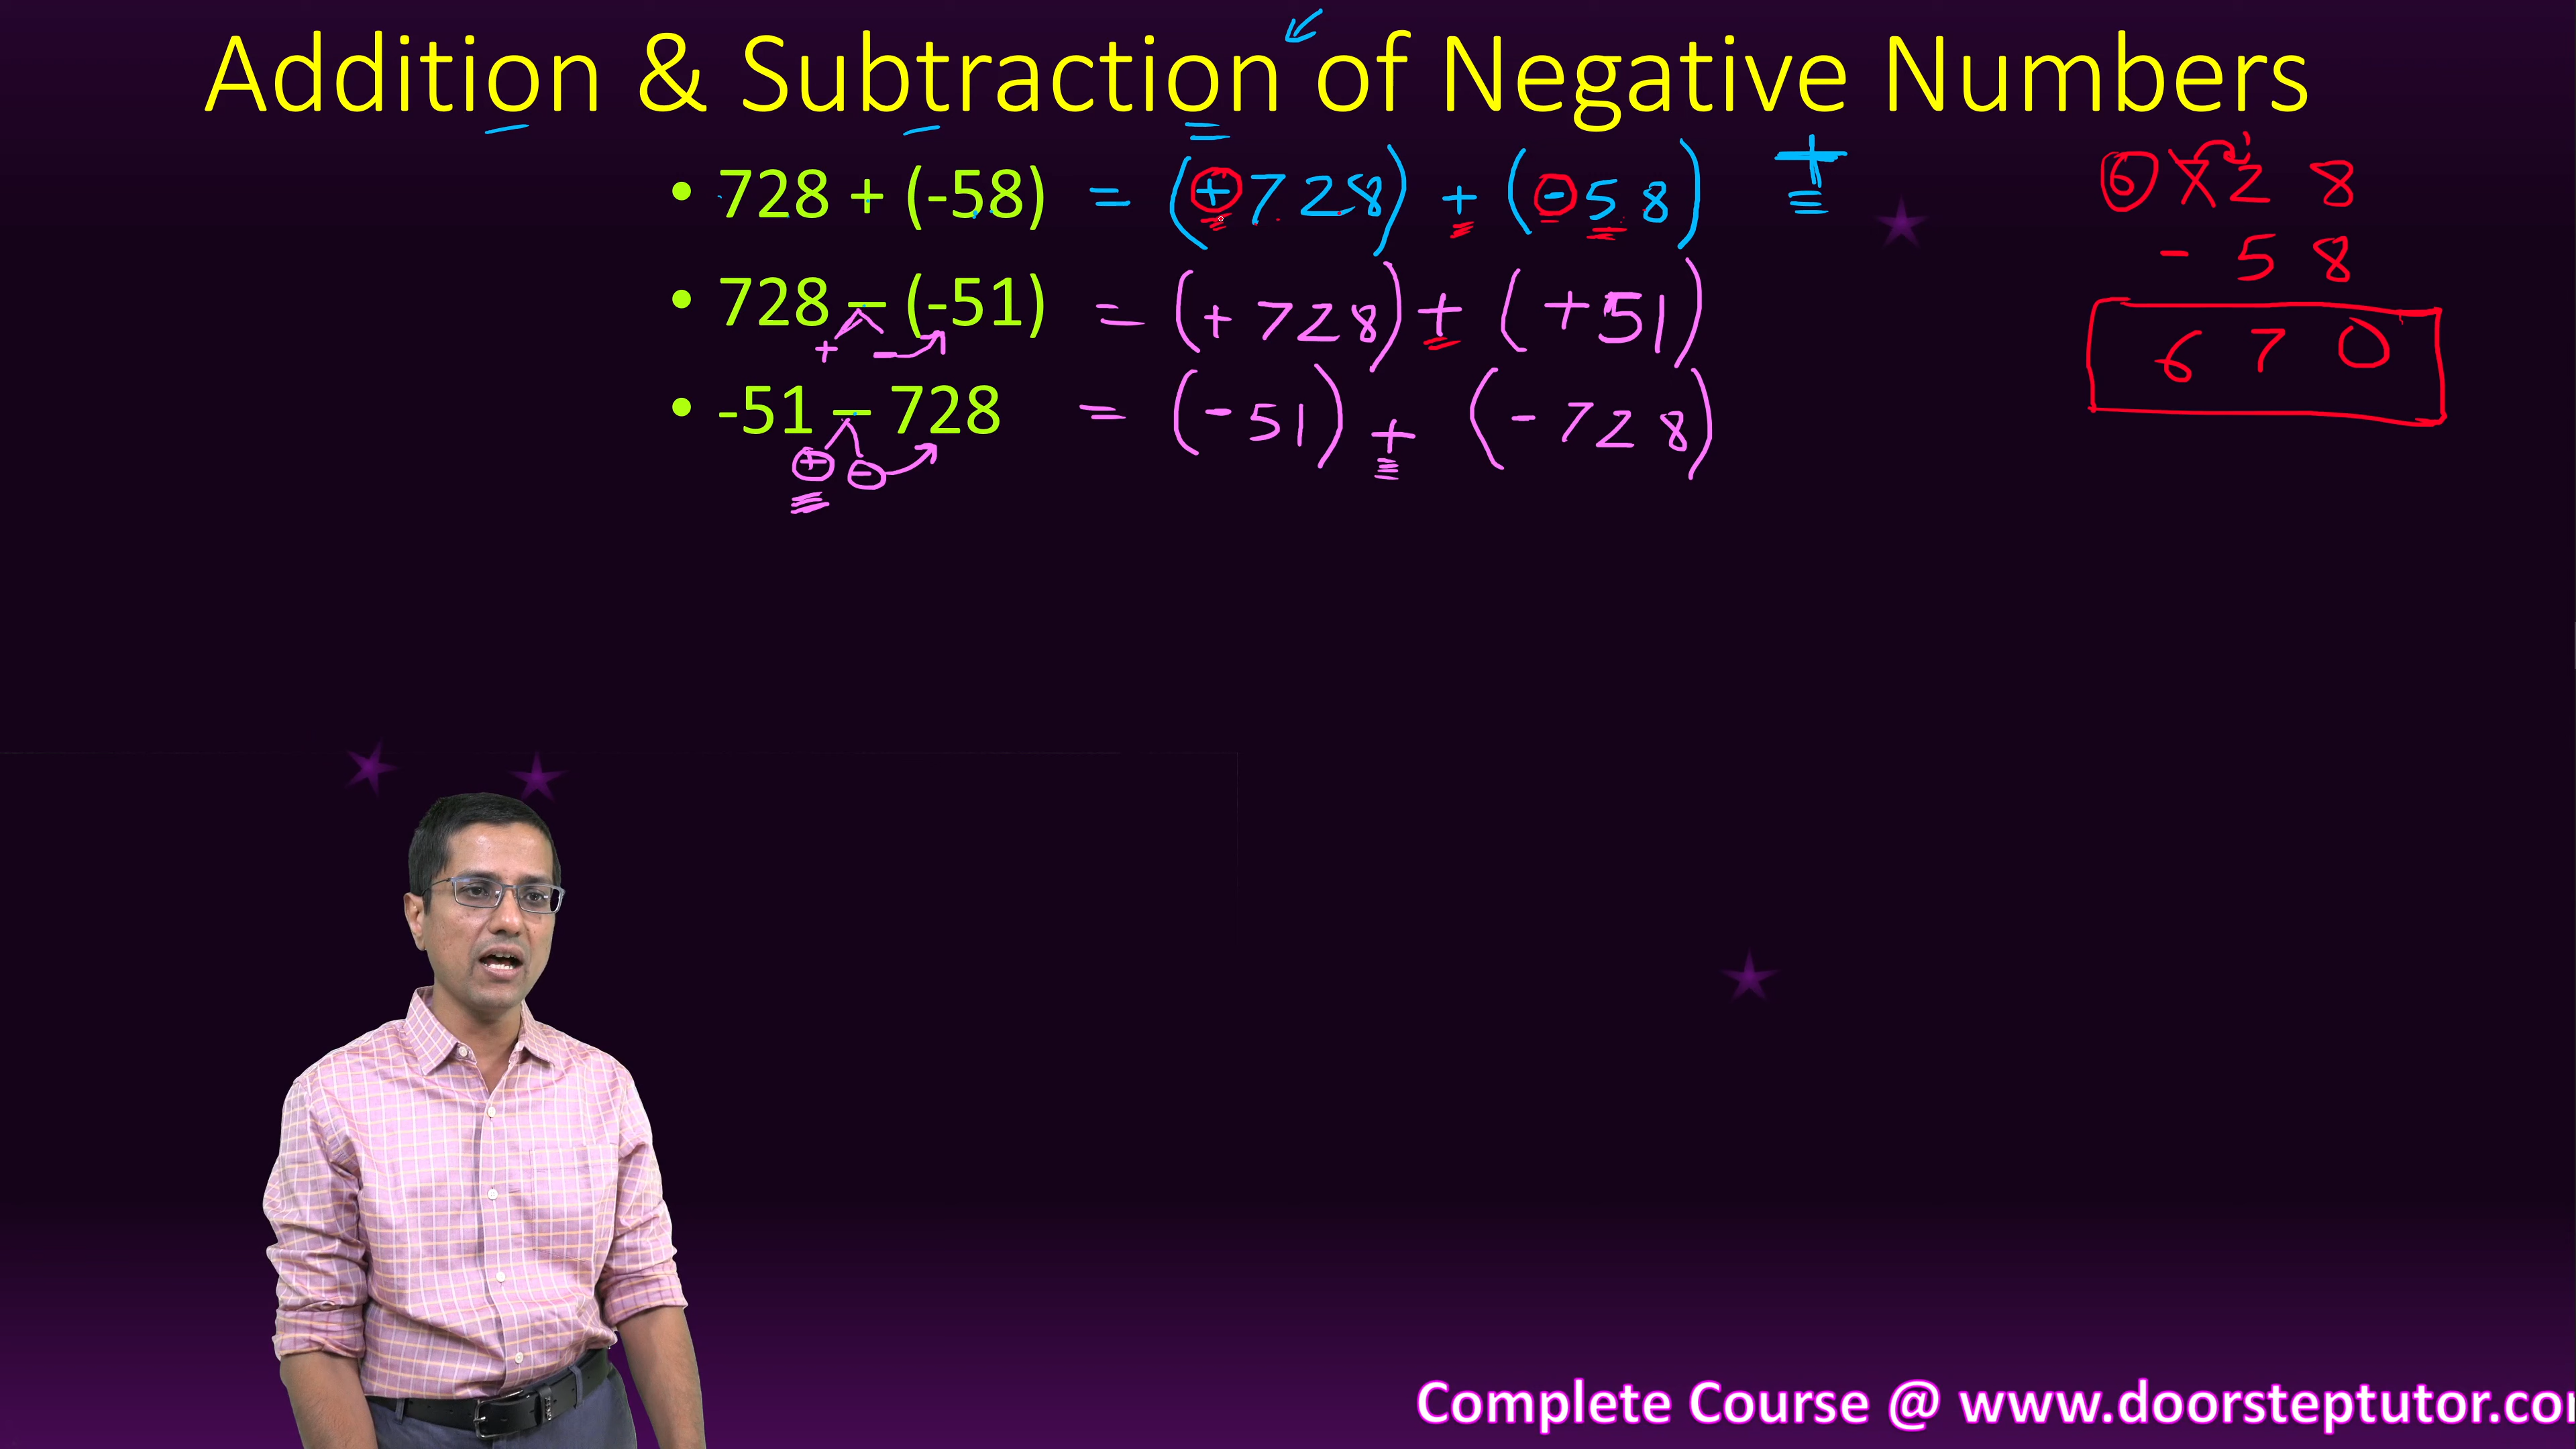 Addition & Subtraction of Negative Numbers
• 728 + (-58) = (+728) + (-58) +
• 728 – (-51) = (+728) + (+51)
+ -
• -51 – 728 = (-51) + (-728)
+ -
6 7 12 8
- 5 8
6 7 0
Complete Course @ www.doorsteptutor.co